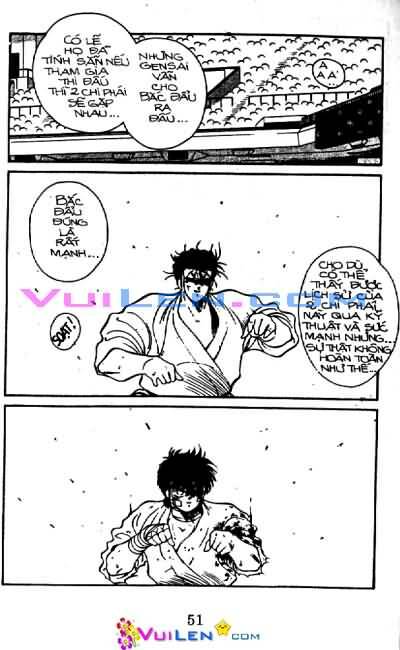 CÓ LẼ
HỌ ĐÃ
TÍNH SẴN NẾU
THAM GIA
THI ĐẤU
THÌ 2 CHI PHÁI
SẼ GẶP
NHAU...
NHƯNG
GENSAI
VẪN
CHO
BẮC ĐẨU
RA
ĐẤU...
A
A A'
BẮC
ĐẨU
ĐÚNG
LÀ
RẤT
MẠNH...
SOẠT!
CHO DÙ
CÓ THỂ
THẤY ĐƯỢC
LỊCH SỬ CỦA
2 CHI PHÁI
NÀY QUA KỸ
THUẬT VÀ SỨC
MẠNH NHƯNG...
SỰ THẬT KHÔNG
HOÀN TOÀN
NHƯ THẾ...
VUILEN.COM
51
VUILEN.COM